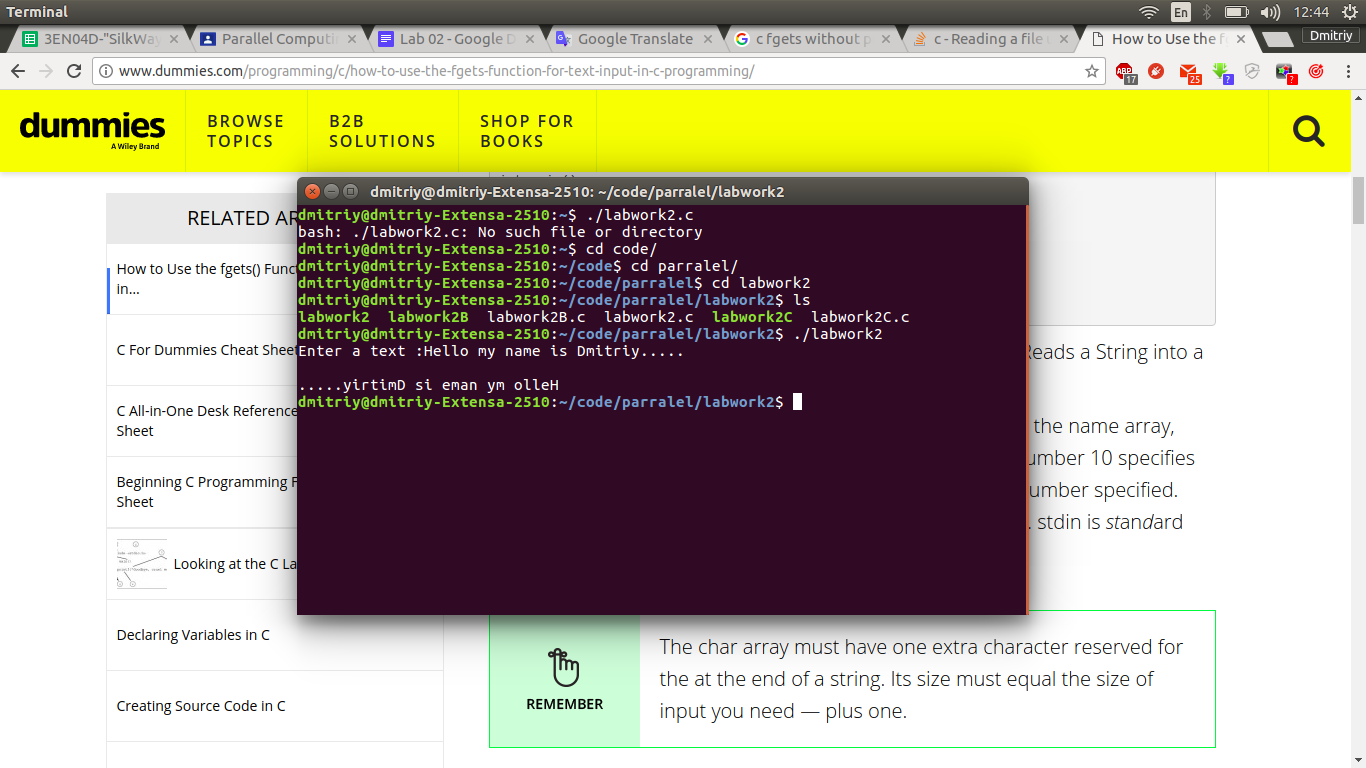 Terminal
En
12:44
3EN04D-"SilkWay
Parallel Computi
Lab 02 - Google D
Google Translate
c fgets without p
c - Reading a file
How to Use the f
Dmitriy
www.dummies.com/programming/c/how-to-use-the-fgets-function-for-text-input-in-c-programming/
ABP
17
25
?
?
dummies
A Wiley Brand
BROWSE
TOPICS
B2B
SOLUTIONS
SHOP FOR
BOOKS
RELATED AR
How to Use the fgets() Func
in...
C For Dummies Cheat Sheet
C All-in-One Desk Reference
Sheet
Beginning C Programming F
Sheet
Looking at the C La
Declaring Variables in C
Creating Source Code in C
dmitriy@dmitriy-Extensa-2510: ~/code/parralel/labwork2
dmitriy@dmitriy-Extensa-2510:~$ ./labwork2.c
bash: ./labwork2.c: No such file or directory
dmitriy@dmitriy-Extensa-2510:~$ cd code/
dmitriy@dmitriy-Extensa-2510:~/code$ cd parralel/
dmitriy@dmitriy-Extensa-2510:~/code/parralel$ cd labwork2
dmitriy@dmitriy-Extensa-2510:~/code/parralel/labwork2$ ls
labwork2 labwork2B labwork2B.c labwork2.c labwork2C labwork2C.c
dmitriy@dmitriy-Extensa-2510:~/code/parralel/labwork2$ ./labwork2
Enter a text :Hello my name is Dmitriy.....
.....yirtimD si eman ym olleH
dmitriy@dmitriy-Extensa-2510:~/code/parralel/labwork2$
Reads a String into a
the name array,
umber 10 specifies
umber specified.
. stdin is standard
REMEMBER
The char array must have one extra character reserved for
the at the end of a string. Its size must equal the size of
input you need — plus one.